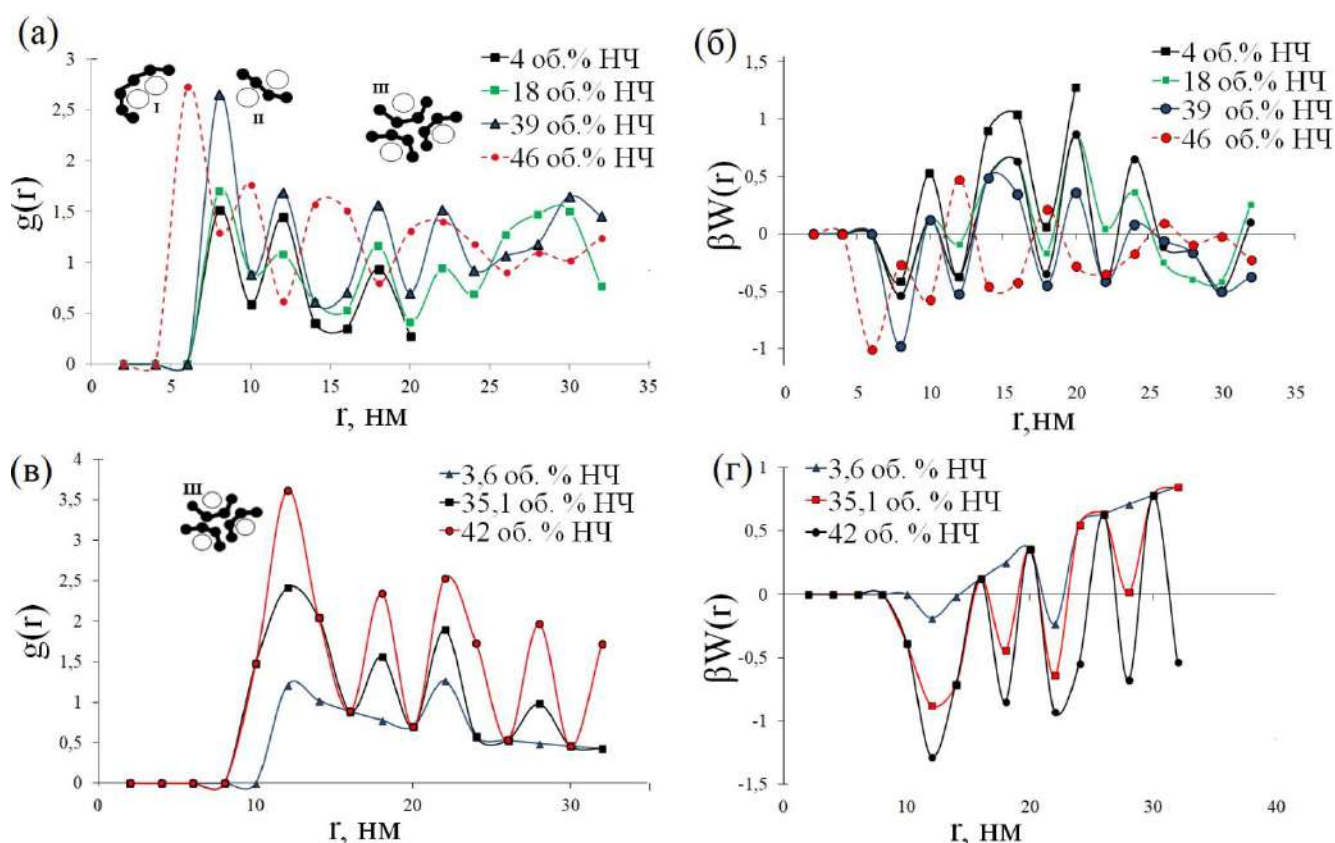 (а)
3
2,5
2
1,5
1
0,5
0
g(r)
I
II
III
4 об.% НЧ
18 об.% НЧ
39 об.% НЧ
46 об.% НЧ
0 5 10 15 20 25 30 35
r, нм
(б)
1,5
1
0,5
0
-0,5
-1
βW(r)
4 об.% НЧ
18 об.% НЧ
39 об.% НЧ
46 об.% НЧ
0 5 10 15 20 25 30 35
r,нм
(в)
4
3,5
3
2,5
2
1,5
1
0,5
0
g(r)
III
3,6 об. % НЧ
35,1 об. % НЧ
42 об. % НЧ
0 10 20 30
r, нм
(г)
1
0,5
0
-0,5
-1
-1,5
βW(r)
3,6 об. % НЧ
35,1 об. % НЧ
42 об. % НЧ
10 20 30 40
r, нм